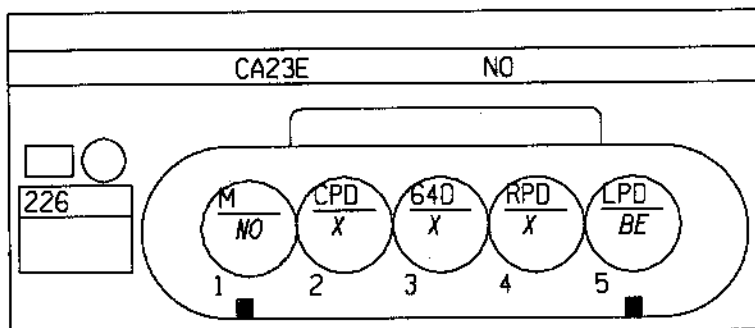 CA23E NO
226
M CPD 640 RPD LPD
NO X X X BE
1 2 3 4 5